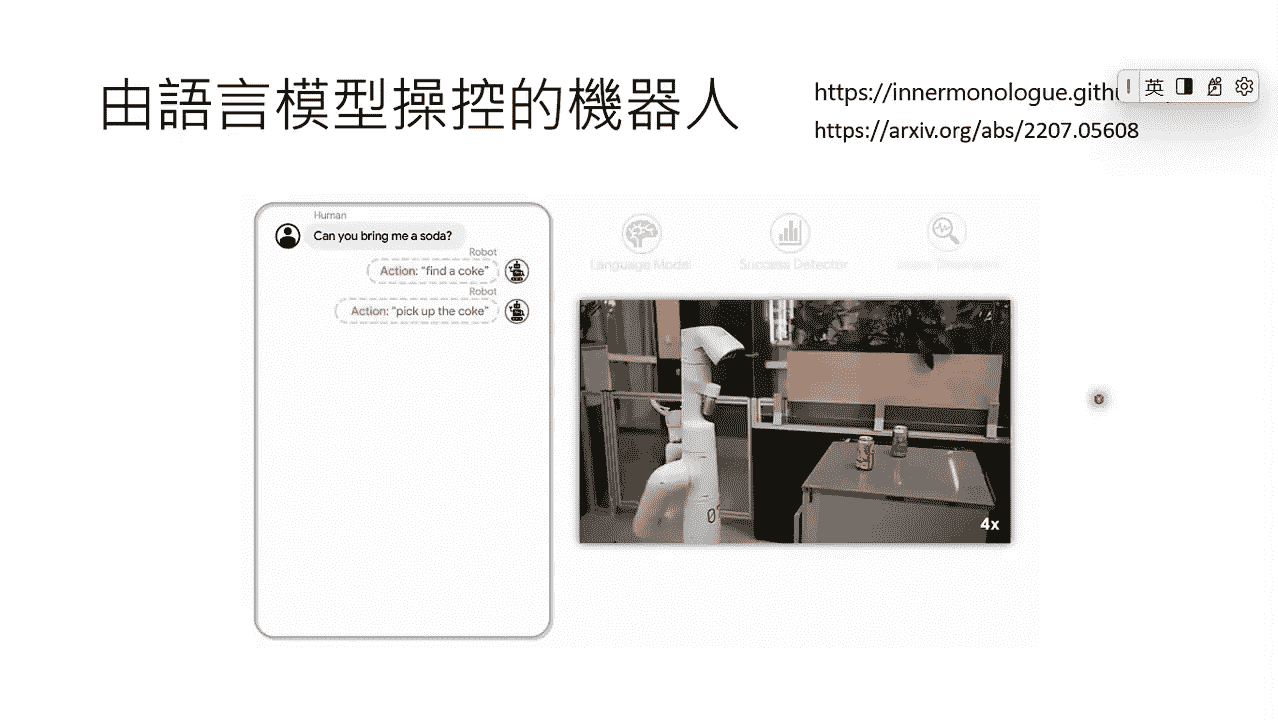 由語言模型操控的機器人
https://innermonologue.githu
英
https://arxiv.org/abs/2207.05608
Human
Can you bring me a soda?
Robot
Action: "find a coke"
Robot
Action: "pick up the coke"
Language Model
Success Detector
4x